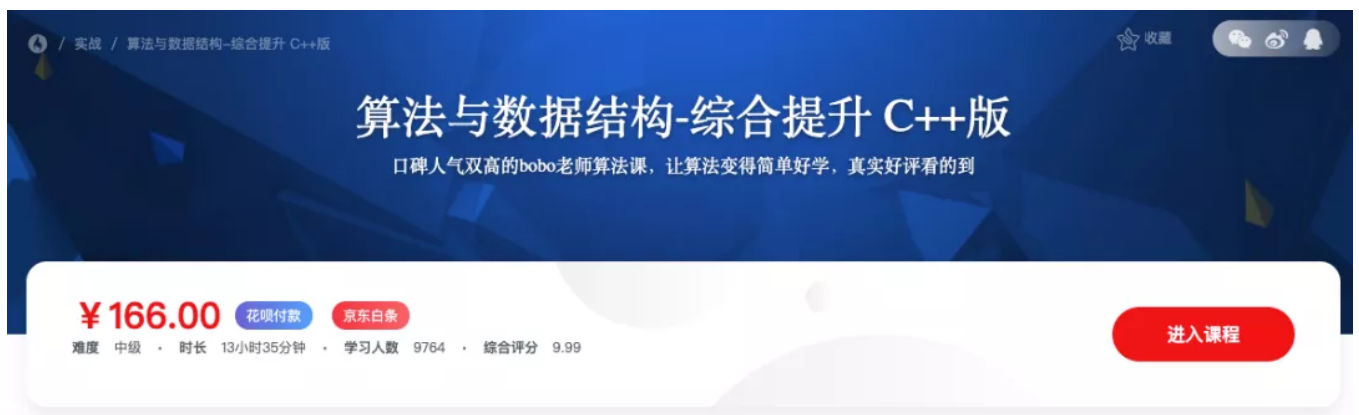 / 实战 / 算法与数据结构-综合提升 C++版
收藏
算法与数据结构-综合提升 C++版
口碑人气双高的bobo老师算法课，让算法变得简单好学，真实好评看的到
¥166.00 花呗付款 京东白条
难度 中级 · 时长 13小时35分钟 · 学习人数 9764 · 综合评分 9.99
进入课程